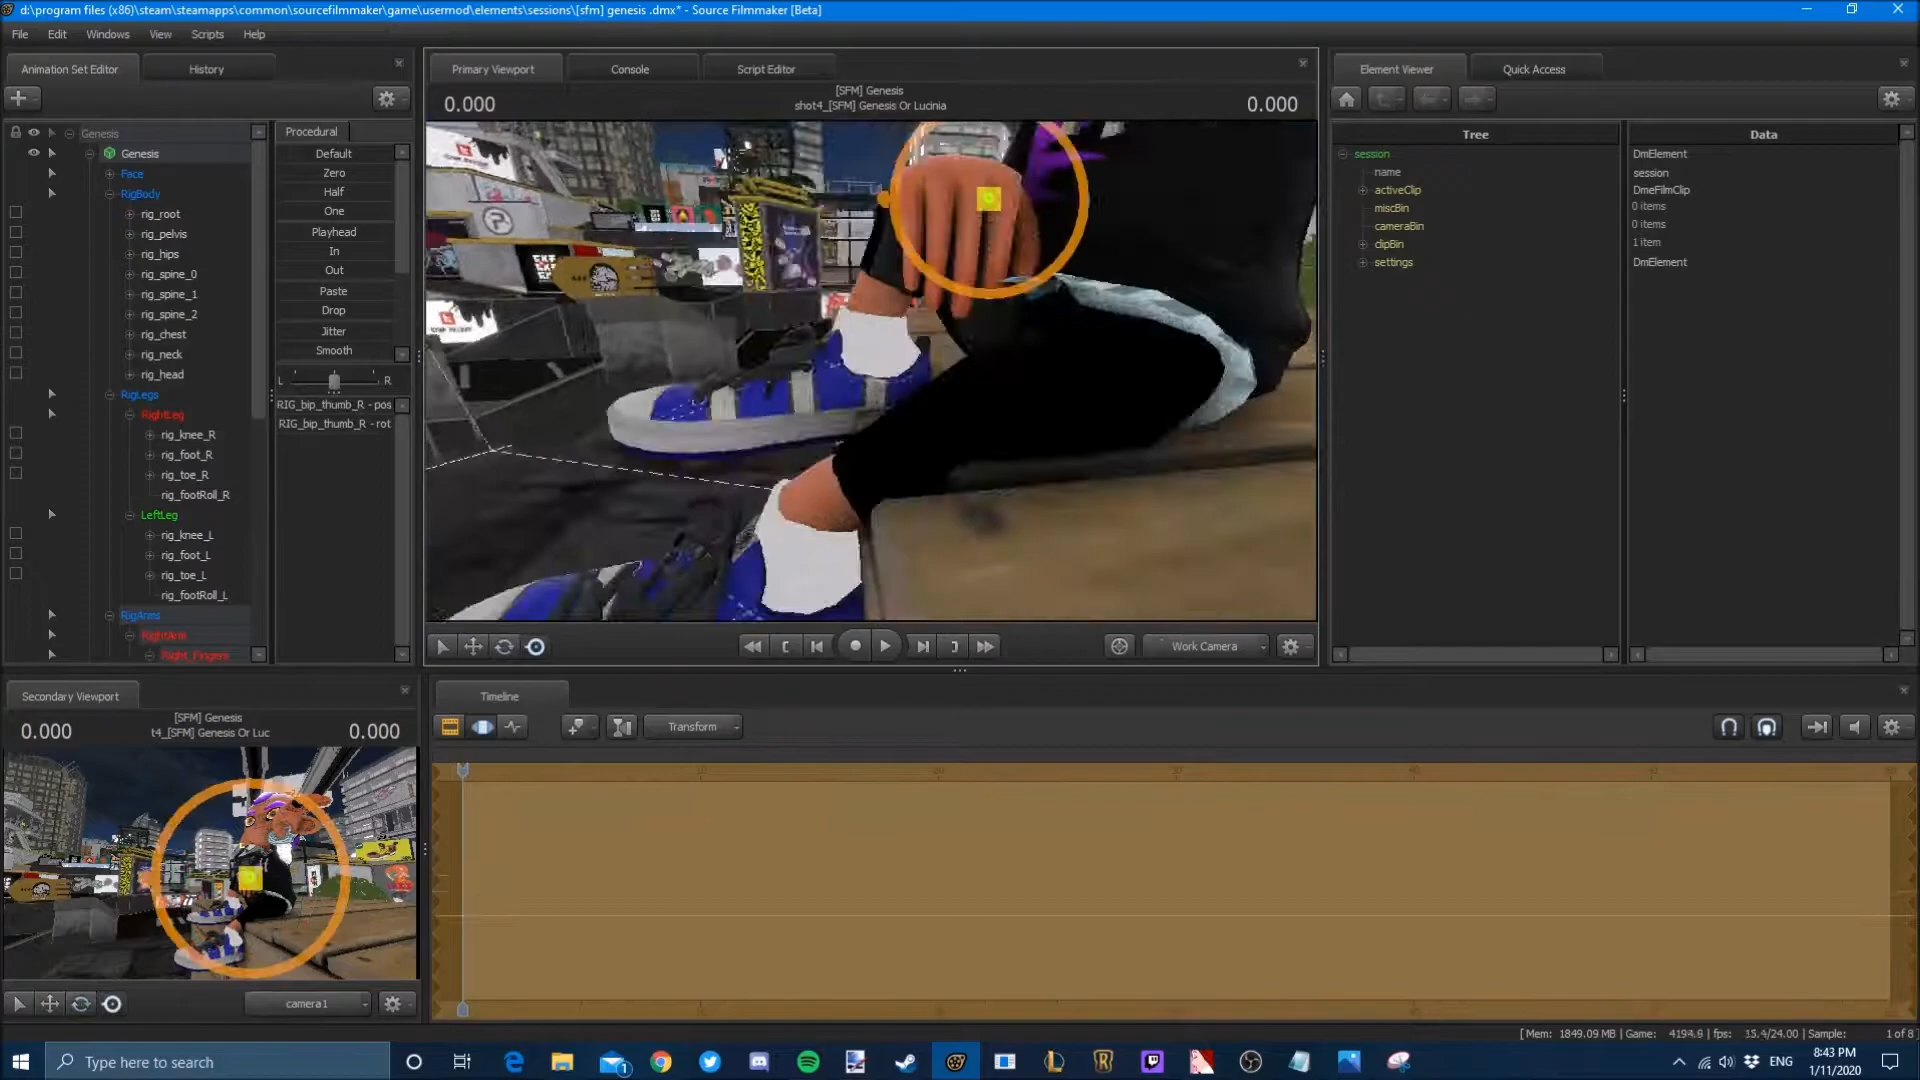 d:\program files (x86)\steam\steamapps\common\sourcefilmmaker\game\usermod\elements\sessions\[sfm] genesis .dmx* - Source Filmmaker [Beta]
File Edit Windows View Scripts Help
Animation Set Editor History
Primary Viewport Console Script Editor
Element Viewer Quick Access
[SFM] Genesis
0.000 shot4_[SFM] Genesis Or Lucinia 0.000
Genesis
Genesis
Face
RigBody
rig_root
rig_pelvis
rig_hips
rig_spine_0
rig_spine_1
rig_spine_2
rig_chest
rig_neck
rig_head
RigLegs
RightLeg
rig_knee_R
rig_foot_R
rig_toe_R
rig_footRoll_R
LeftLeg
rig_knee_L
rig_foot_L
rig_toe_L
rig_footRoll_L
RigArms
RightArm
Right_Fingers
Procedural
Default
Zero
Half
One
Playhead
In
Out
Paste
Drop
Jitter
Smooth
L R
RIG_bip_thumb_R - pos
RIG_bip_thumb_R - rot
Work Camera
Tree Data
session DmElement
name session
activeClip DmeFilmClip
miscBin 0 items
cameraBin 0 items
clipBin 1 item
settings DmElement
Secondary Viewport
[SFM] Genesis
0.000 t4_[SFM] Genesis Or Luc 0.000
camera1
Timeline
Transform
[ Mem: 1849.09 MB | Game: 4194.9 | fps: 15.4/24.00 | Sample: 1 of 8
Type here to search
1
ENG
8:43 PM
1/11/2020